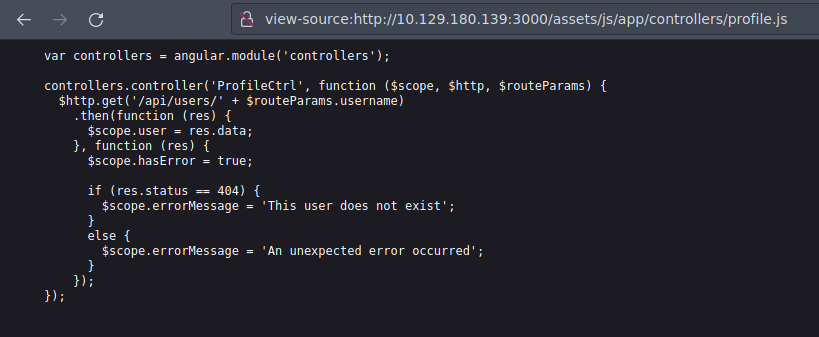 view-source:http://10.129.180.139:3000/assets/js/app/controllers/profile.js
var controllers = angular.module('controllers');
controllers.controller('ProfileCtrl', function ($scope, $http, $routeParams) {
  $http.get('/api/users/' + $routeParams.username)
    .then(function (res) {
      $scope.user = res.data;
    }, function (res) {
      $scope.hasError = true;
      if (res.status == 404) {
        $scope.errorMessage = 'This user does not exist';
      }
      else {
        $scope.errorMessage = 'An unexpected error occurred';
      }
    });
});